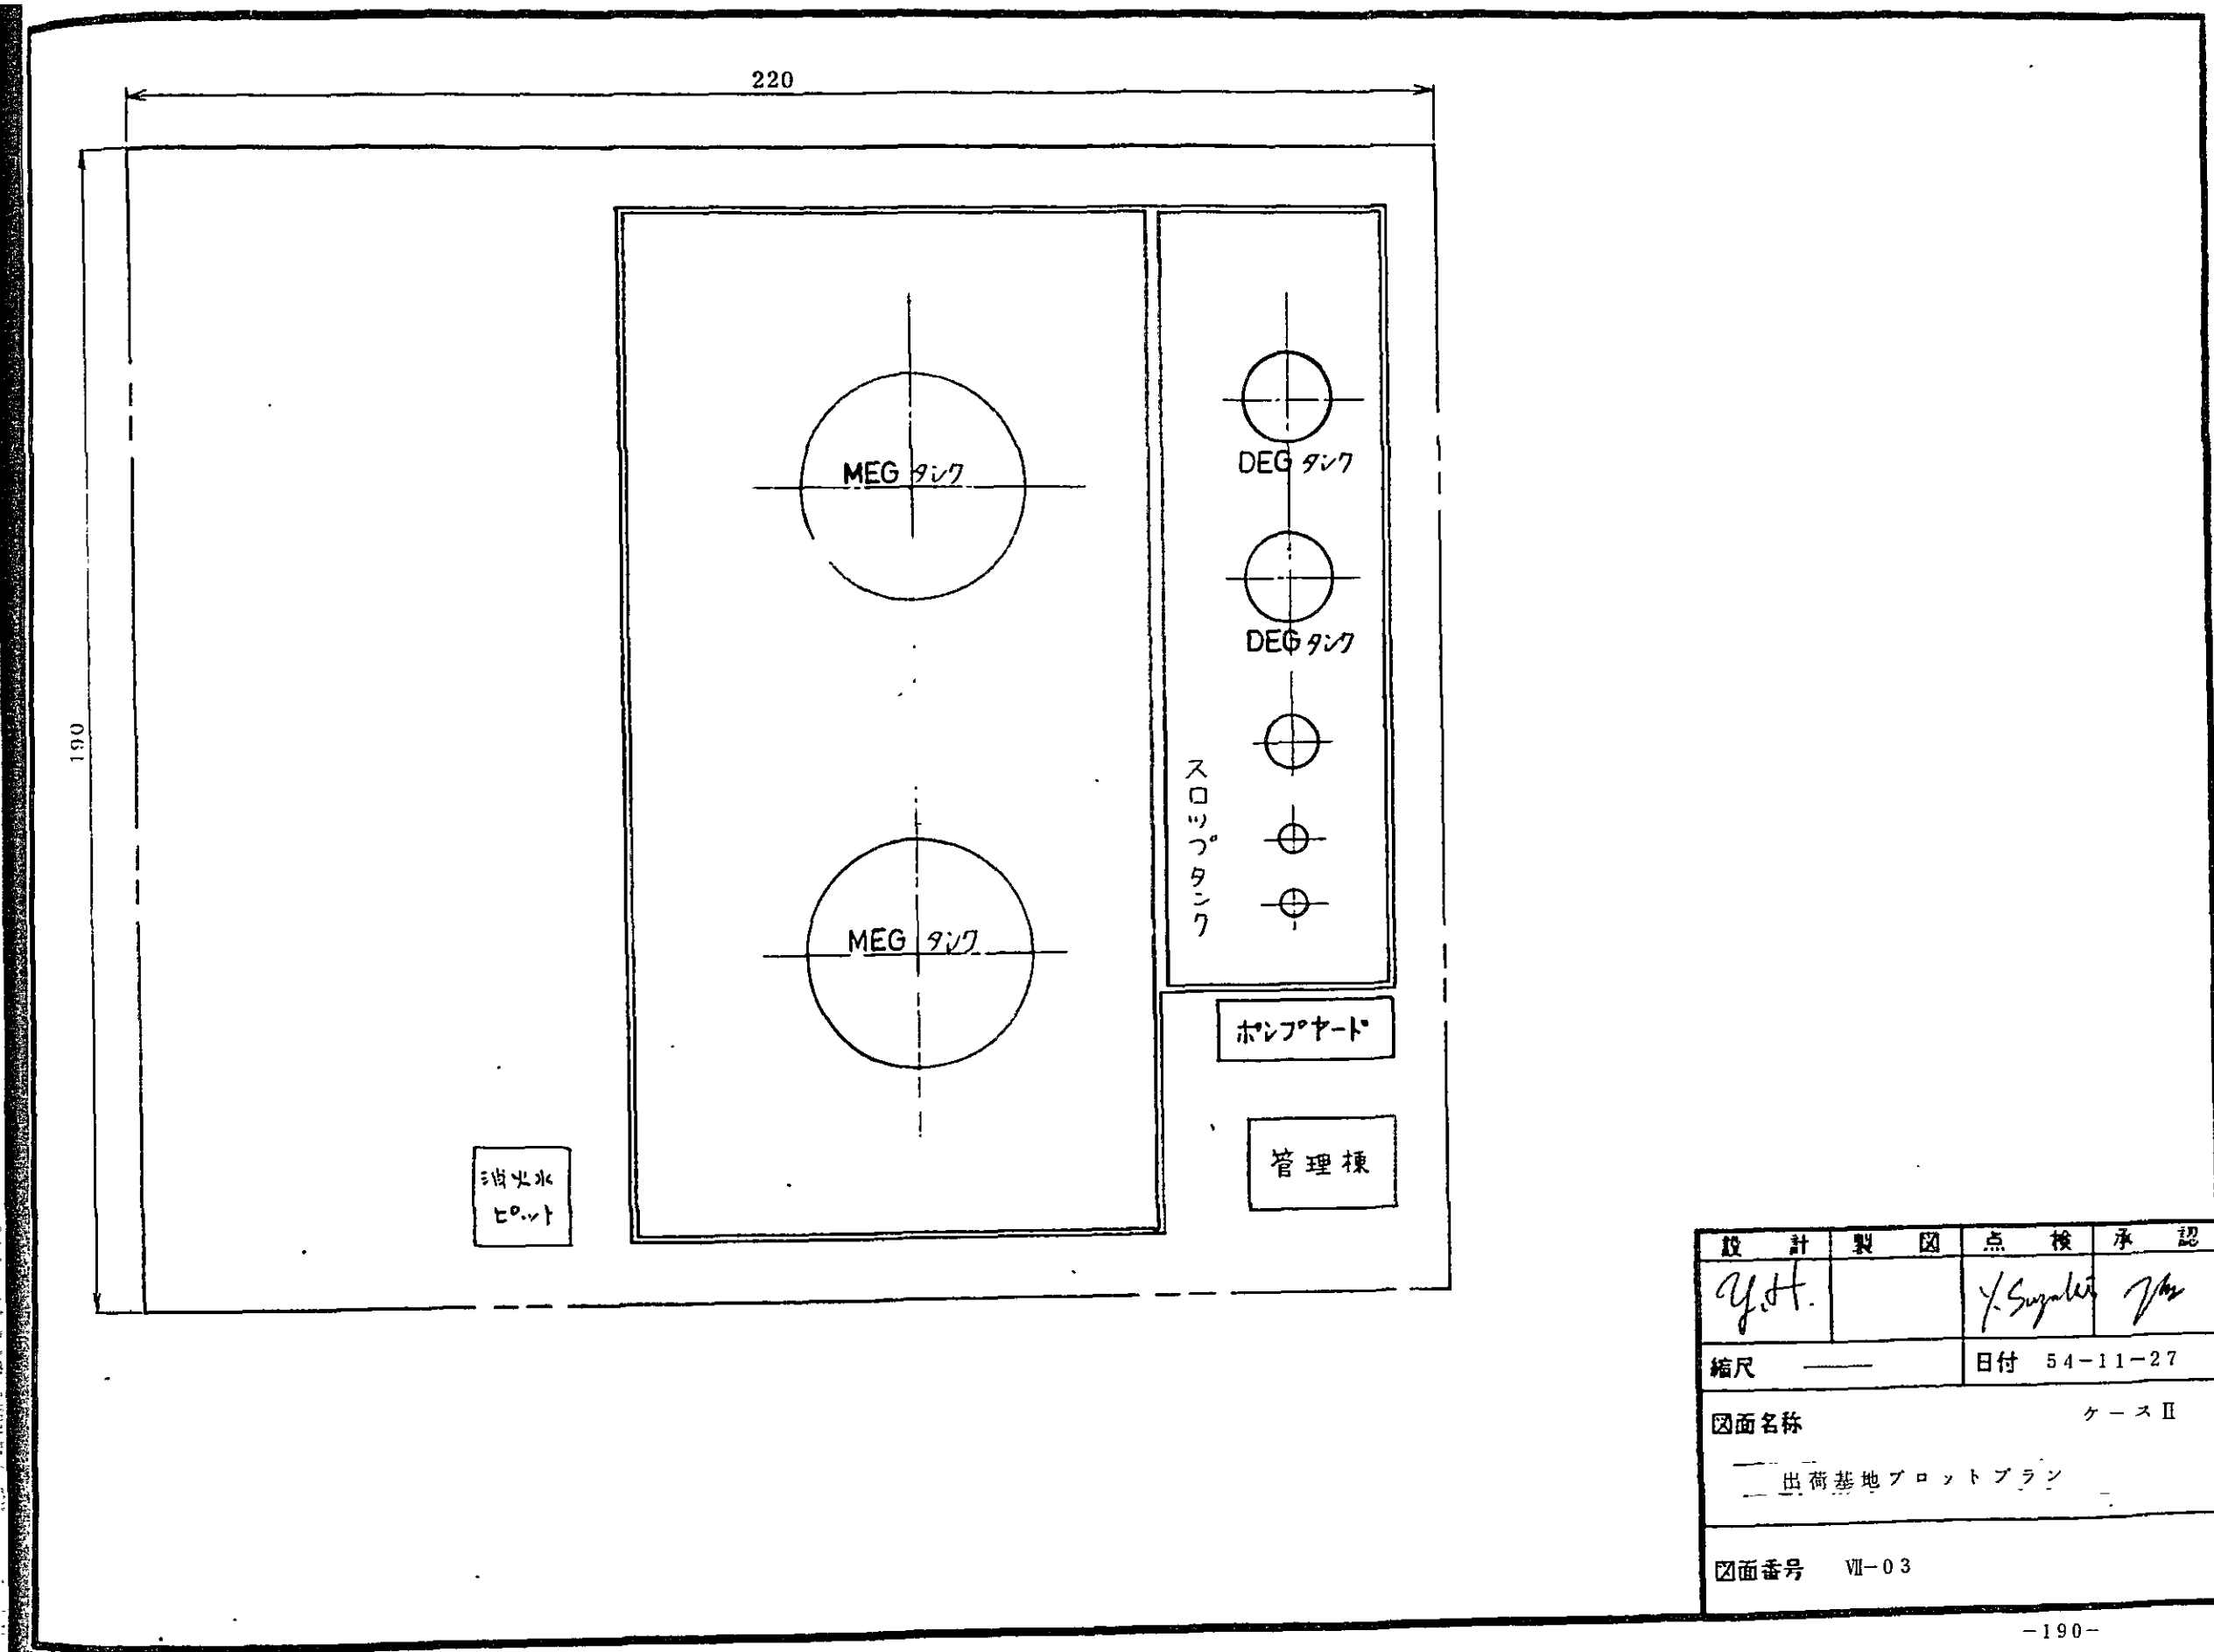 220
190
MEG タンク
DEG タンク
DEG タンク
スロップタンク
MEG タンク
ポンプヤード
管理棟
消火水
ピット
設計 製図 点検 承認
Y.H. Y.Suzuki
縮尺 —— 日付 54-11-27
図面名称 ケースⅡ
出荷基地プロットプラン
図面番号 Ⅶ-03
-190-